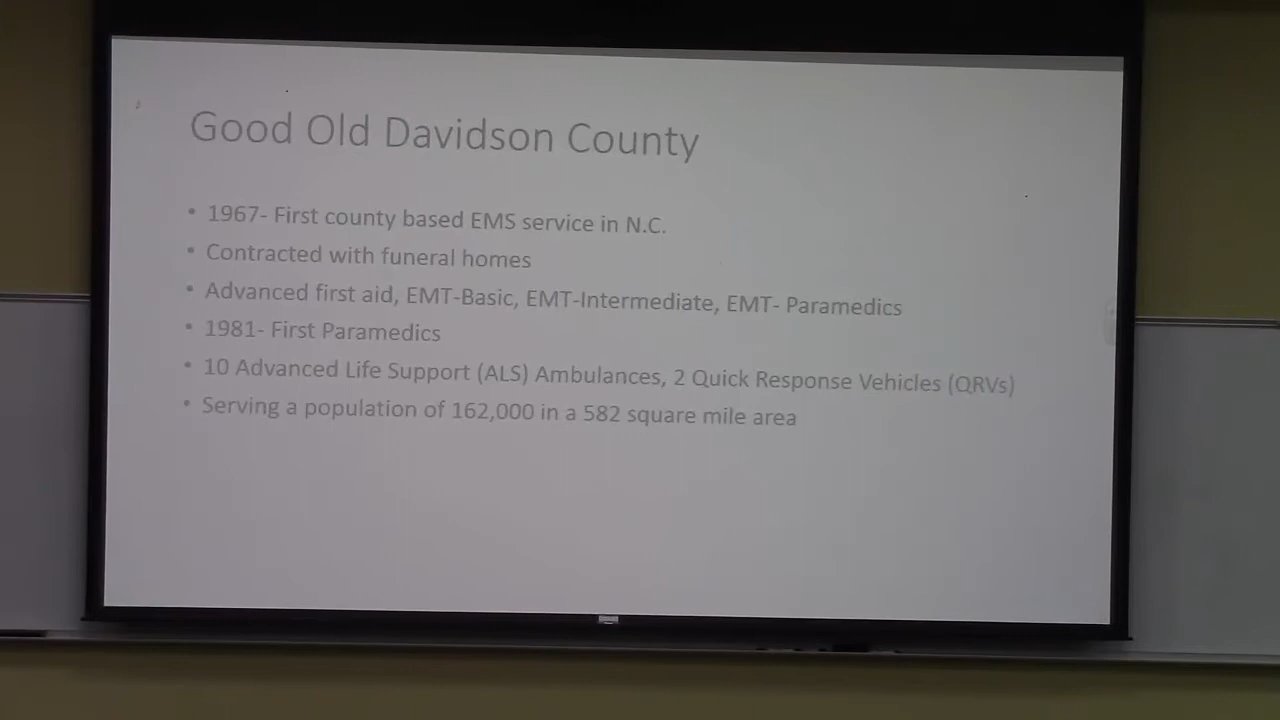 Good Old Davidson County
• 1967- First county based EMS service in N.C.
• Contracted with funeral homes
• Advanced first aid, EMT-Basic, EMT-Intermediate, EMT- Paramedics
• 1981- First Paramedics
• 10 Advanced Life Support (ALS) Ambulances, 2 Quick Response Vehicles (QRVs)
• Serving a population of 162,000 in a 582 square mile area